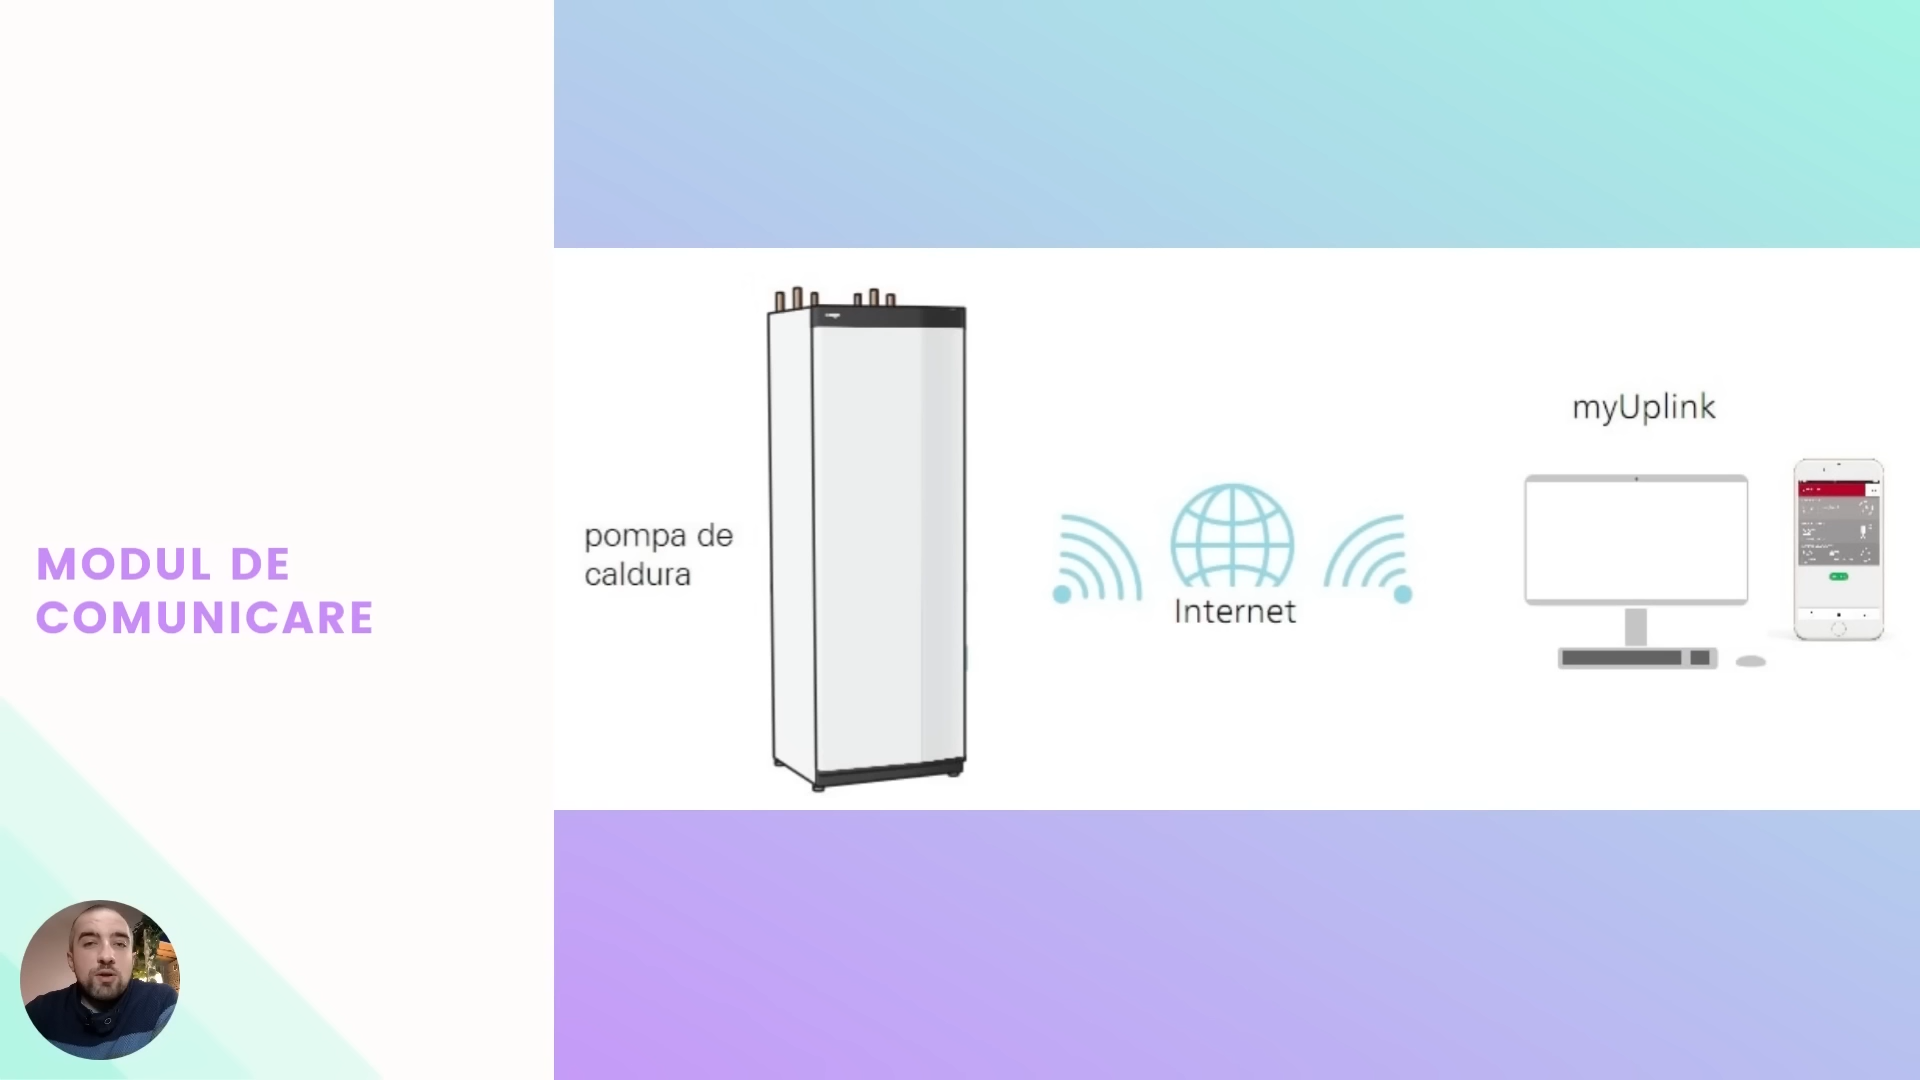 MODUL DE
COMUNICARE
pompa de
caldura
Internet
myUplink